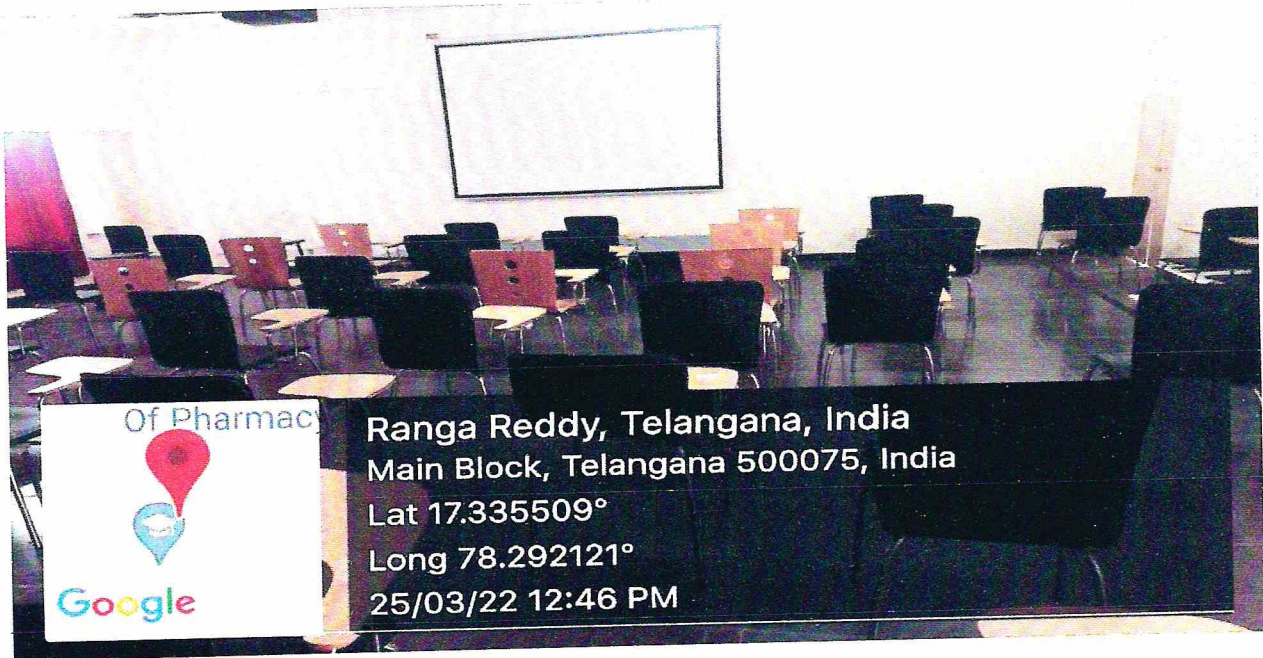 Of Pharmacy
Google
Ranga Reddy, Telangana, India
Main Block, Telangana 500075, India
Lat 17.335509°
Long 78.292121°
25/03/22 12:46 PM